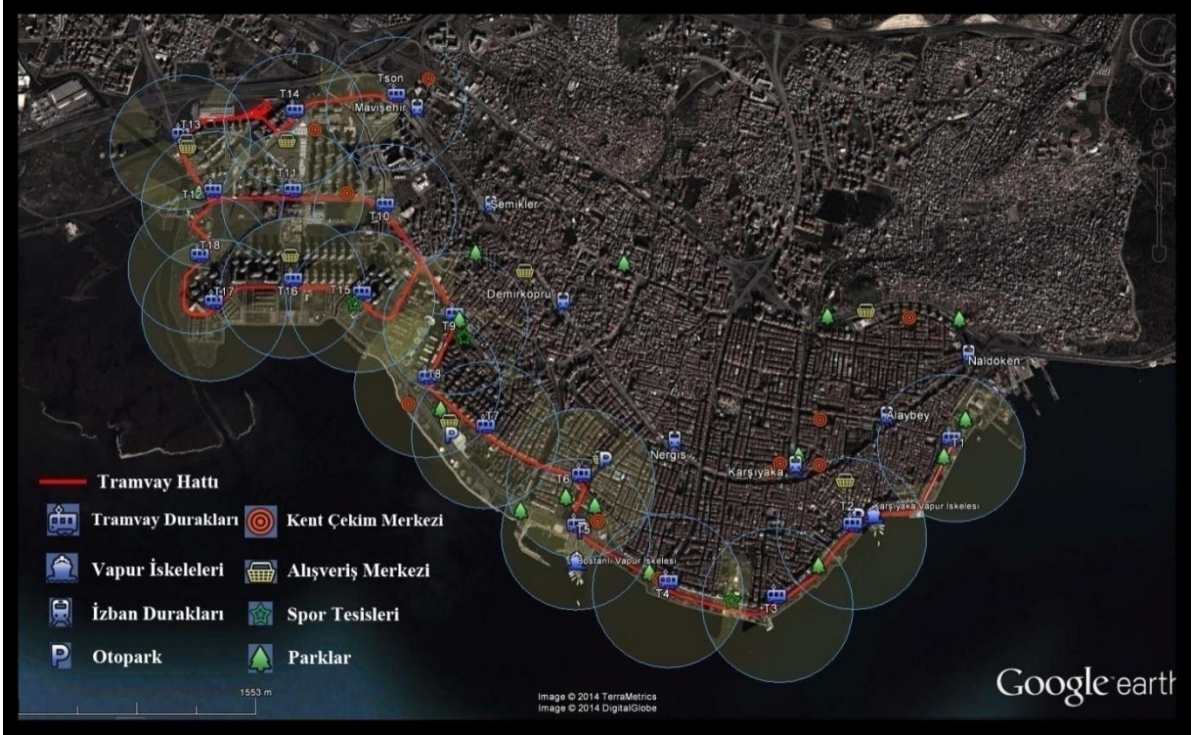 Tson
T14
Mavişehir
T13
T11
T12
T10
Şemikler
T18
T16
T15
T17
Demirköprü
T9
Naldöken
T8
T7
Alaybey
T1
Nergis
Karşıyaka
T6
T2
Karşıyaka Vapur İskelesi
T5
Bostanlı Vapur İskelesi
T4
T3
Tramvay Hattı
Tramvay Durakları
Kent Çekim Merkezi
Vapur İskeleleri
Alışveriş Merkezi
İzban Durakları
Spor Tesisleri
P
Otopark
Parklar
1553 m
Image © 2014 TerraMetrics
Image © 2014 DigitalGlobe
Google earth